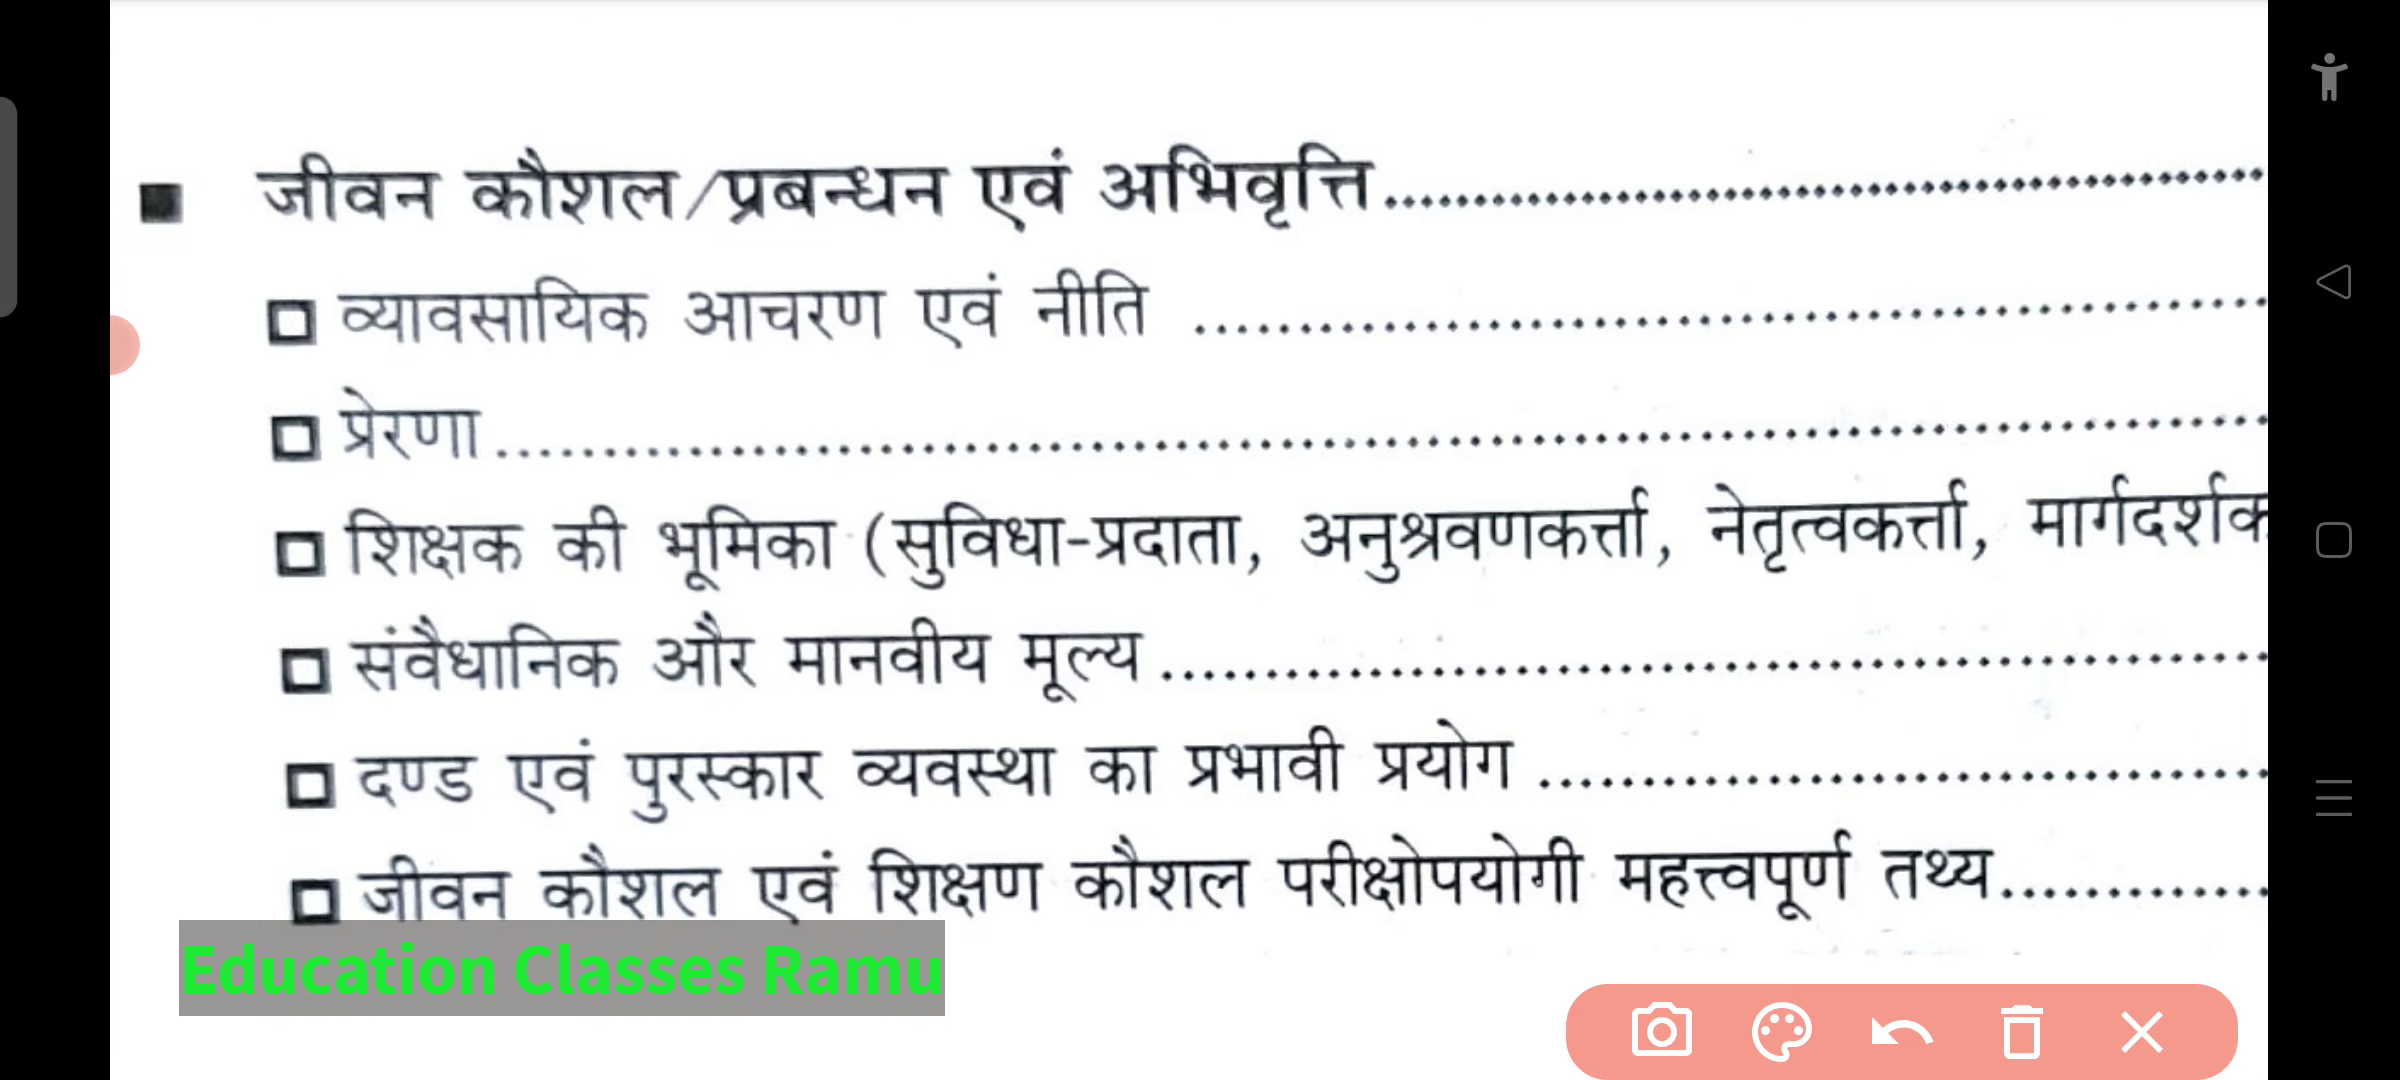 ■ जीवन कौशल/प्रबन्धन एवं अभिवृत्ति..............................
□ व्यावसायिक आचरण एवं नीति ..............................
□ प्रेरणा..............................
□ शिक्षक की भूमिका (सुविधा-प्रदाता, अनुश्रवणकर्त्ता, नेतृत्वकर्त्ता, मार्गदर्शक
□ संवैधानिक और मानवीय मूल्य..............................
□ दण्ड एवं पुरस्कार व्यवस्था का प्रभावी प्रयोग ..............................
□ जीवन कौशल एवं शिक्षण कौशल परीक्षोपयोगी महत्त्वपूर्ण तथ्य..............
Education Classes Ramu